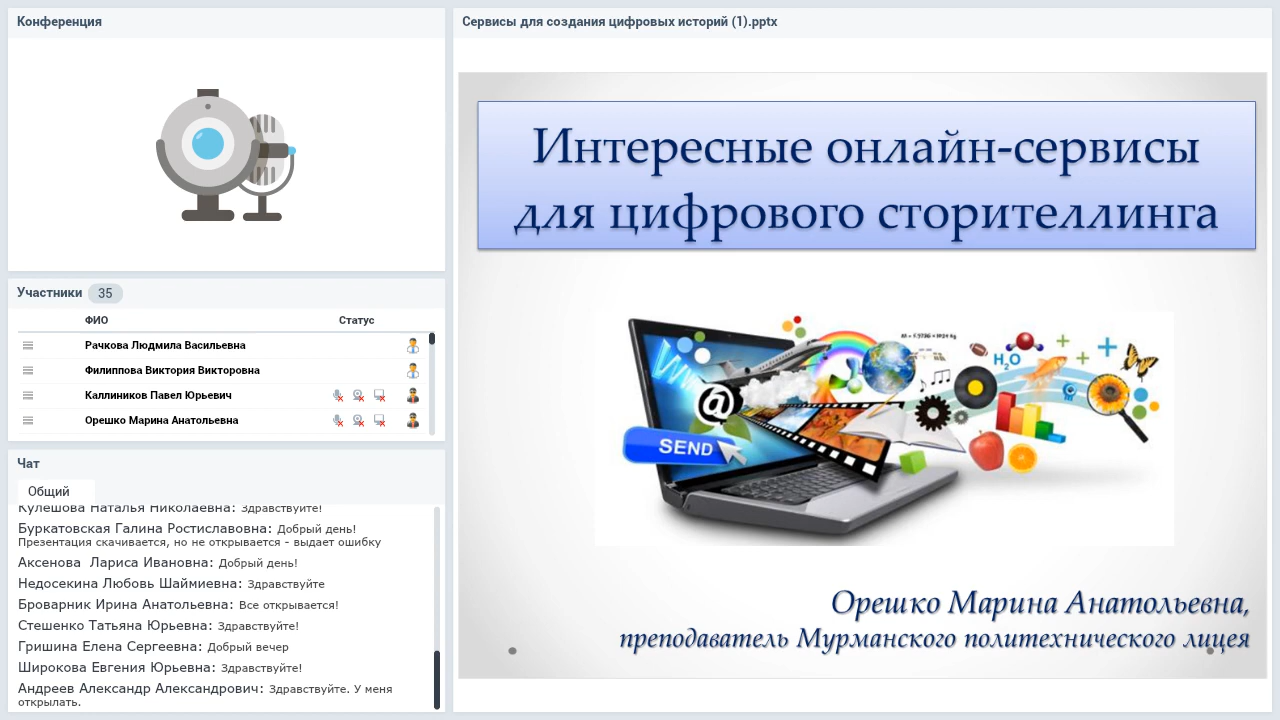 Конференция
Участники 35
ФИО Статус
Рачкова Людмила Васильевна
Филиппова Виктория Викторовна
Каллиников Павел Юрьевич
Орешко Марина Анатольевна
Чат
Общий
Кулешова Наталья Николаевна: Здравствуйте!
Буркатовская Галина Ростиславовна: Добрый день!
Презентация скачивается, но не открывается - выдает ошибку
Аксенова Лариса Ивановна: Добрый день!
Недосекина Любовь Шаймиевна: Здравствуйте
Броварник Ирина Анатольевна: Все открывается!
Стешенко Татьяна Юрьевна: Здравствуйте!
Гришина Елена Сергеевна: Добрый вечер
Широкова Евгения Юрьевна: Здравствуйте!
Андреев Александр Александрович: Здравствуйте. У меня
открылать.
Сервисы для создания цифровых историй (1).pptx
Интересные онлайн-сервисы
для цифрового сторителлинга
@
SEND
H2O
Орешко Марина Анатольевна,
преподаватель Мурманского политехнического лицея